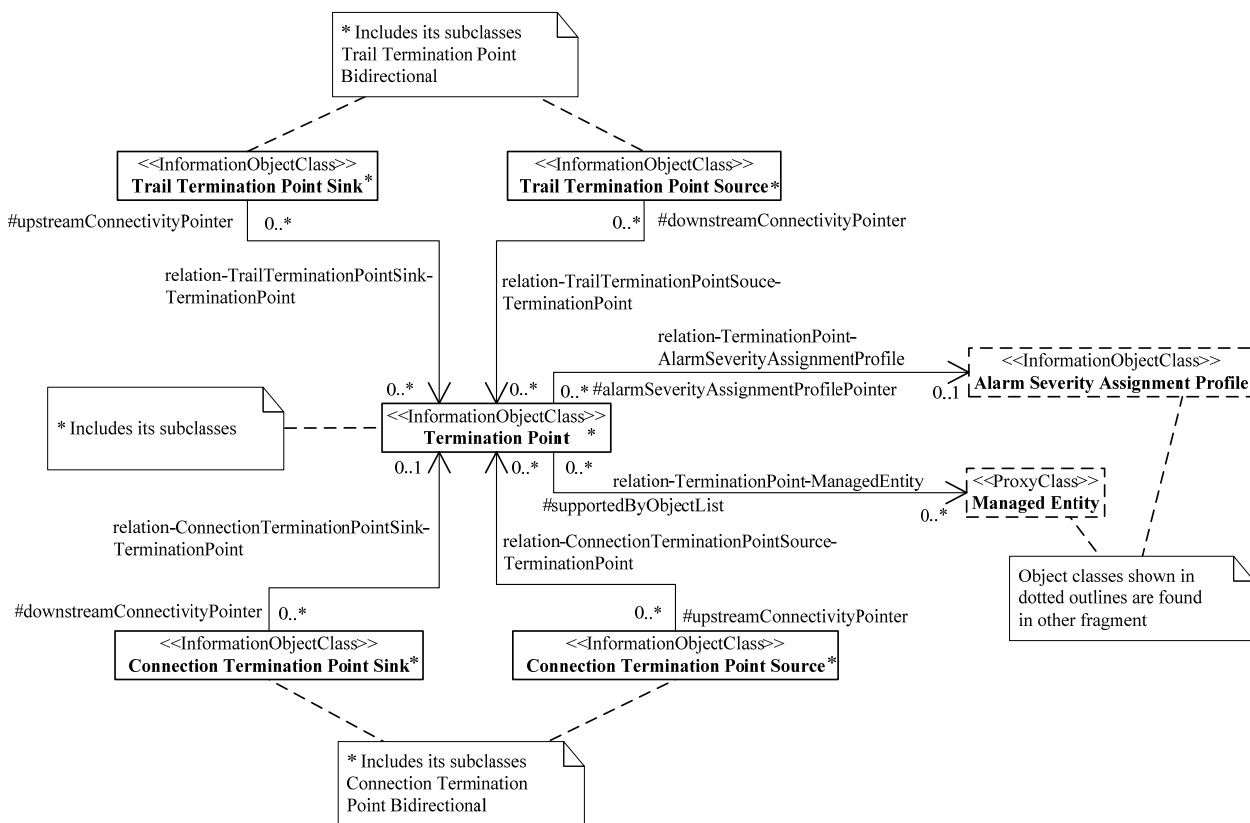 * Includes its subclasses
Trail Termination Point
Bidirectional
<<InformationObjectClass>>
Trail Termination Point Sink*
<<InformationObjectClass>>
Trail Termination Point Source*
#upstreamConnectivityPointer
0..*
0..*
#downstreamConnectivityPointer
relation-TrailTerminationPointSink-
TerminationPoint
relation-TrailTerminationPointSouce-
TerminationPoint
relation-TerminationPoint-
AlarmSeverityAssignmentProfile
<<InformationObjectClass>>
Alarm Severity Assignment Profile
0..*
0..*
0..*
#alarmSeverityAssignmentProfilePointer
0..1
* Includes its subclasses
<<InformationObjectClass>>
Termination Point *
0..1
0..*
0..*
relation-TerminationPoint-ManagedEntity
#supportedByObjectList
0..*
<<ProxyClass>>
Managed Entity
relation-ConnectionTerminationPointSink-
TerminationPoint
relation-ConnectionTerminationPointSource-
TerminationPoint
Object classes shown in
dotted outlines are found
in other fragment
#downstreamConnectivityPointer
0..*
0..*
#upstreamConnectivityPointer
<<InformationObjectClass>>
Connection Termination Point Sink*
<<InformationObjectClass>>
Connection Termination Point Source*
* Includes its subclasses
Connection Termination
Point Bidirectional